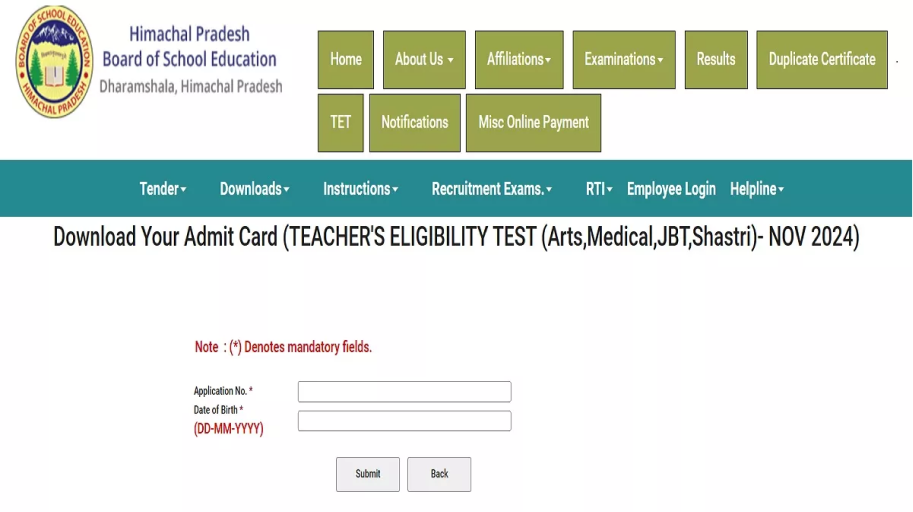 BOARD OF SCHOOL EDUCATION
HIMACHAL PRADESH
Himachal Pradesh
Board of School Education
Dharamshala, Himachal Pradesh
Home About Us Affiliations Examinations Results Duplicate Certificate
TET Notifications Misc Online Payment
Tender Downloads Instructions Recruitment Exams. RTI Employee Login Helpline
Download Your Admit Card (TEACHER'S ELIGIBILITY TEST (Arts,Medical,JBT,Shastri)- NOV 2024)
Note : (*) Denotes mandatory fields.
Application No. *
Date of Birth *
(DD-MM-YYYY)
Submit Back